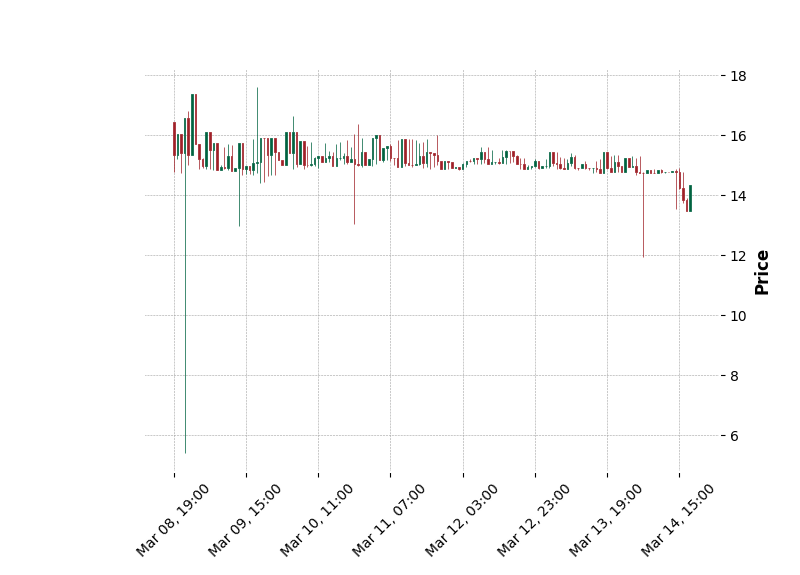 18
16
14
12
10
8
6
Price
Mar 08, 19:00
Mar 09, 15:00
Mar 10, 11:00
Mar 11, 07:00
Mar 12, 03:00
Mar 12, 23:00
Mar 13, 19:00
Mar 14, 15:00